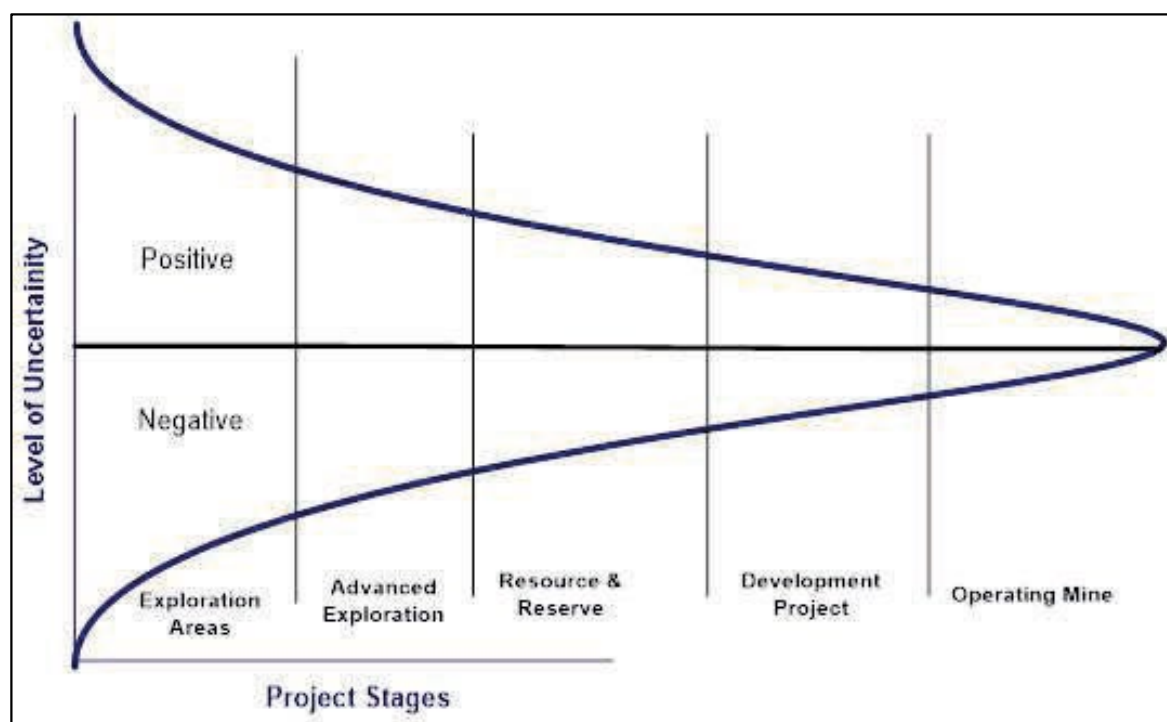 Level of Uncertainity
Positive
Negative
Exploration
Areas
Advanced
Exploration
Resource &
Reserve
Development
Project
Operating Mine
Project Stages